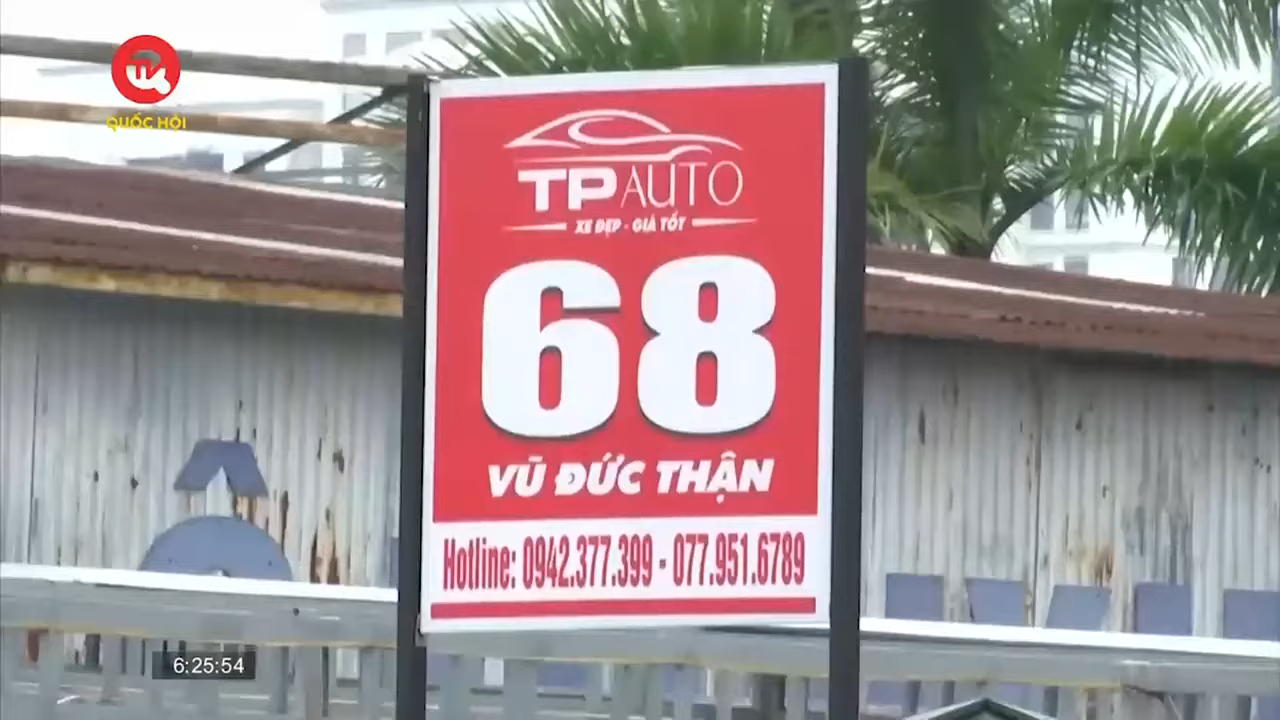 QUỐC HỘI
TP AUTO
XE ĐẸP - GIÁ TỐT
68
VŨ ĐỨC THẬN
Hotline: 0942.377.399 - 077.951.6789
6:25:54